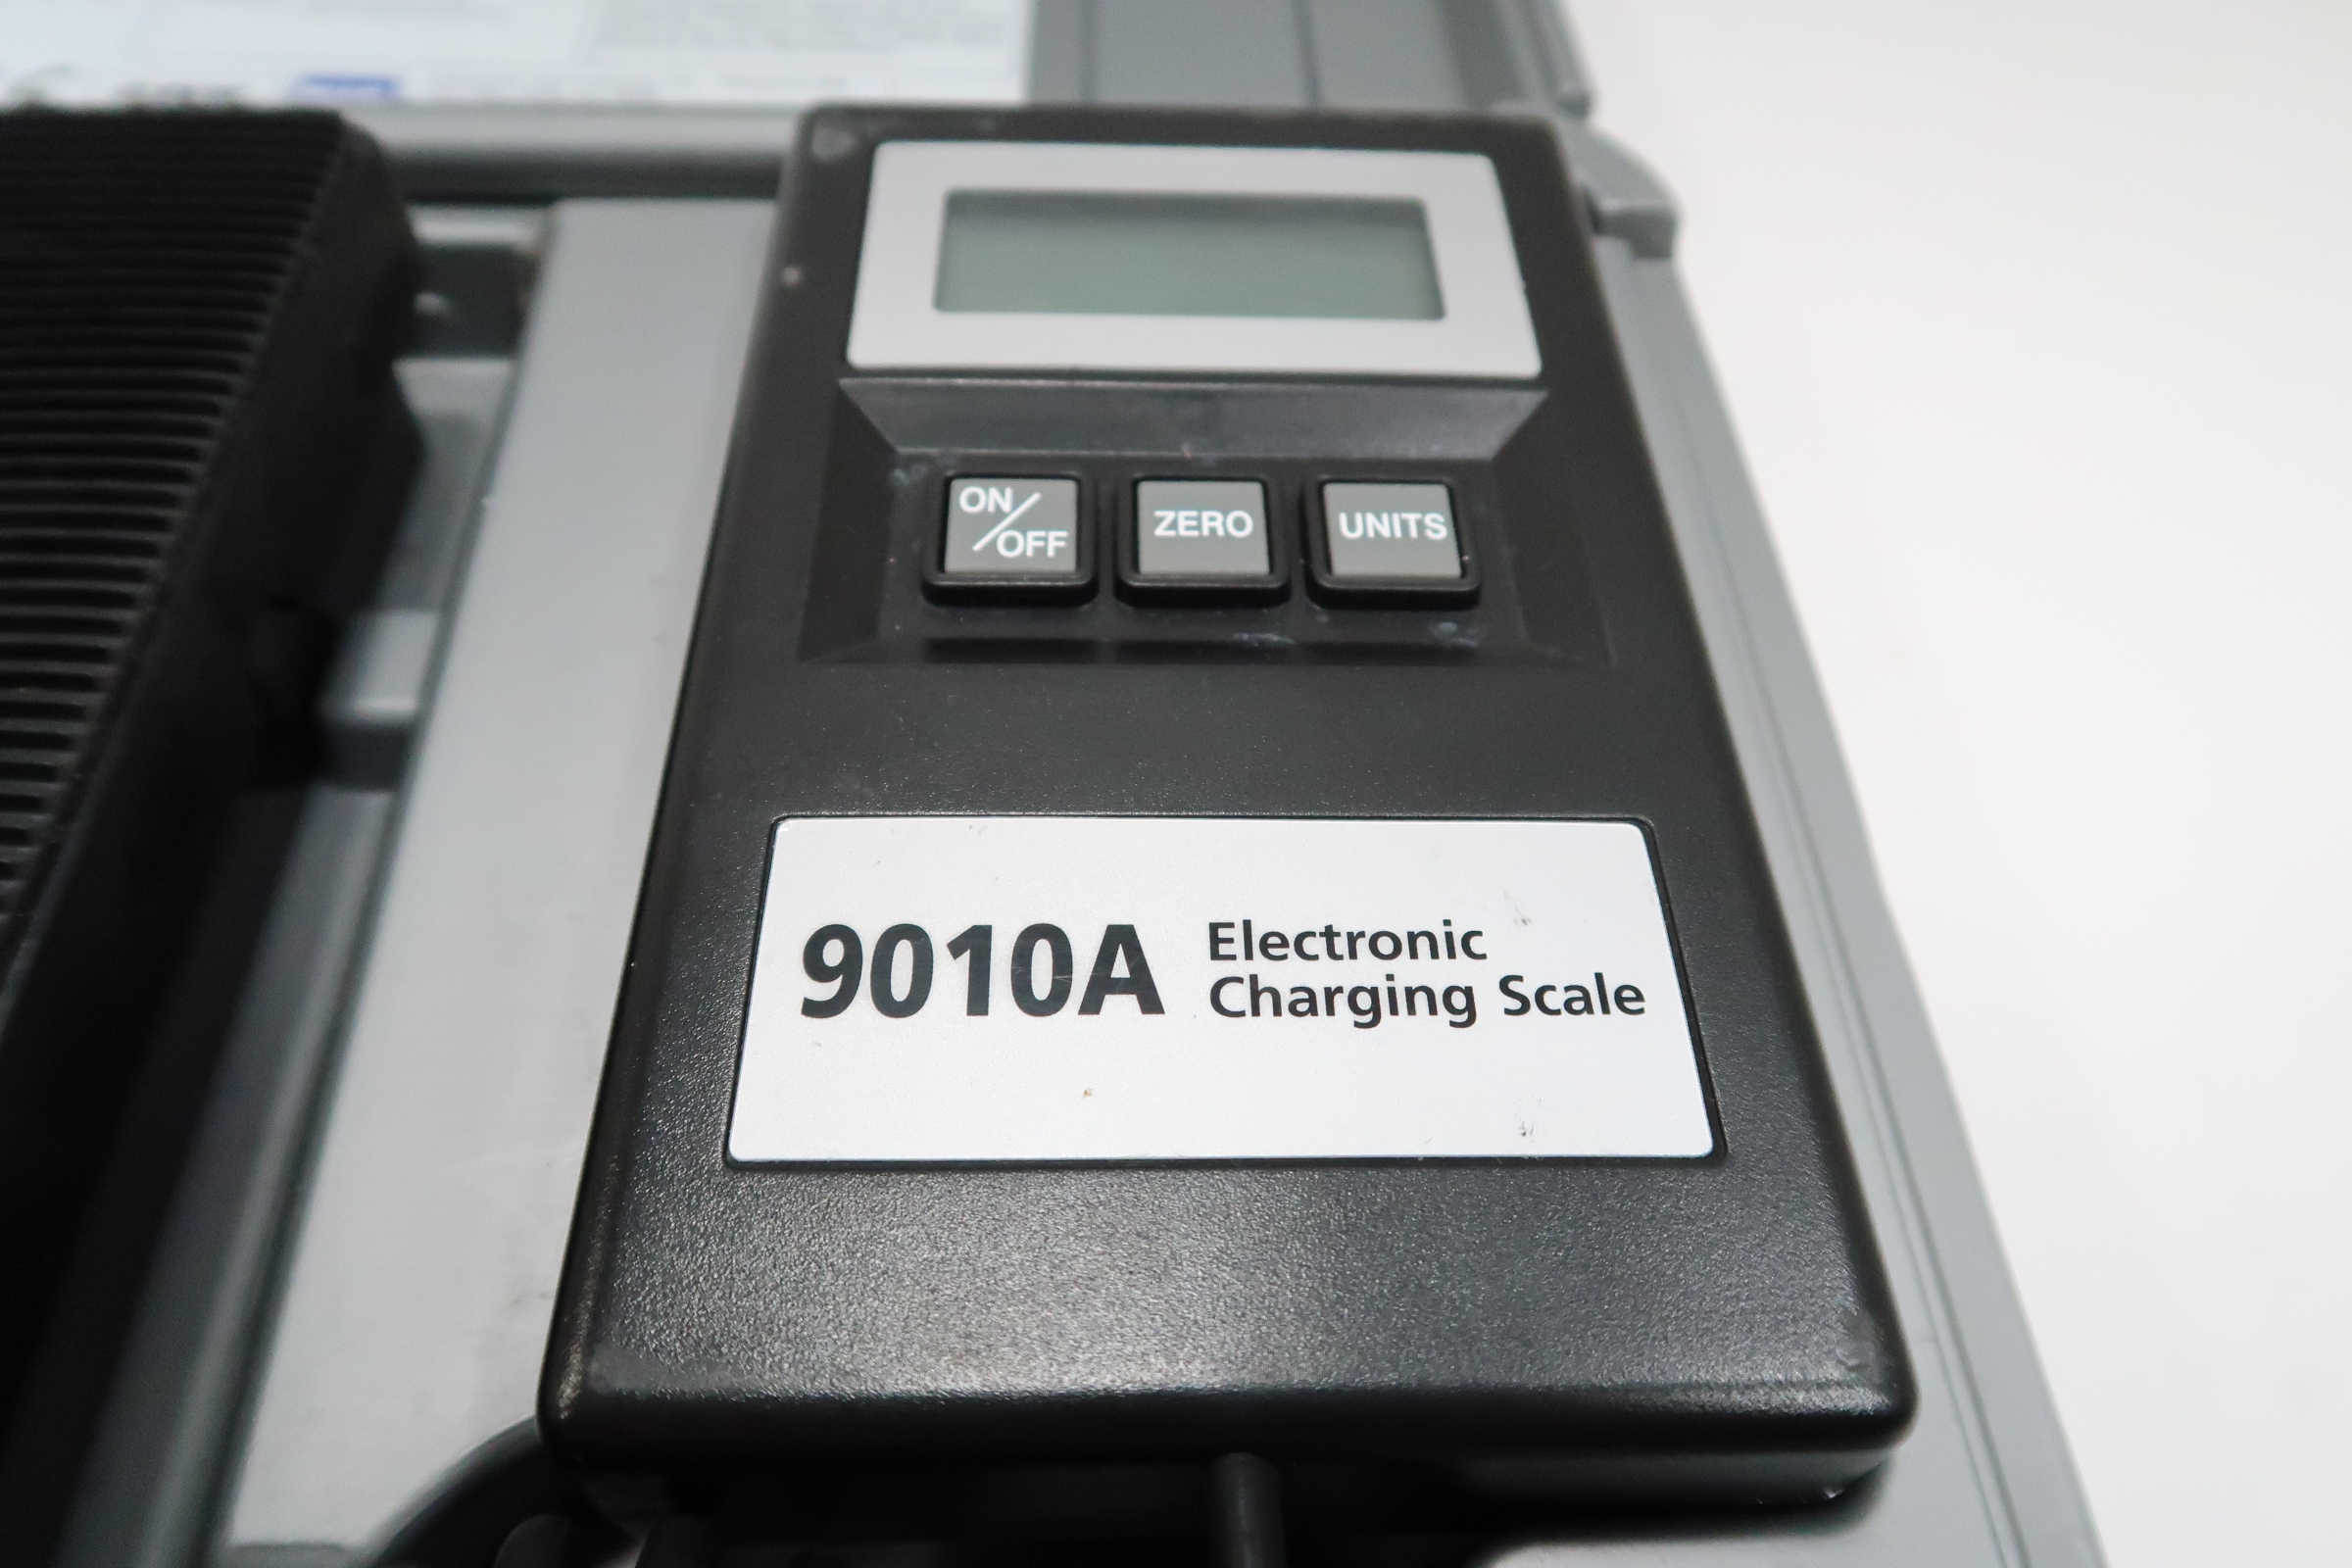 ON/OFF
ZERO
UNITS
9010A
Electronic
Charging Scale